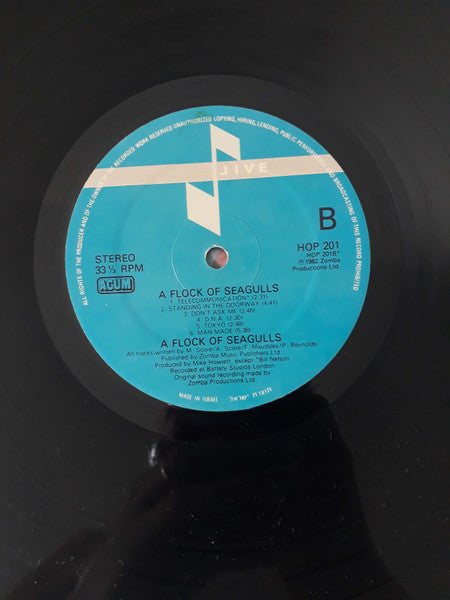 ALL RIGHTS OF THE PRODUCER AND OF THE OWNER OF THE RECORDED WORK RESERVED UNAUTHORIZED COPYING, HIRING, LENDING, PUBLIC PERFORMANCE AND BROADCASTING OF THIS RECORD PROHIBITED
JIVE
B
STEREO
33⅓ RPM
ACUM
HOP 201
HOP 201B*
℗1982 Zomba
Productions Ltd.
A FLOCK OF SEAGULLS
1. TELECOMMUNICATION* (2.31)
2. STANDING IN THE DOORWAY (4.41)
3. DON'T ASK ME (2.46)
4. D.N.A. (2.30)
5. TOKYO (2.48)
6. MAN MADE (5.38)
A FLOCK OF SEAGULLS
All tracks written by M. Score/A. Score/F. Maudsley/P. Reynolds
Published by Zomba Music Publishers Ltd.
Produced by Mike Howlett, except *Bill Nelson
Recorded at Battery Studios London.
Original sound recording made by
Zomba Productions Ltd.
MADE IN ISRAEL תוצרת ישראל